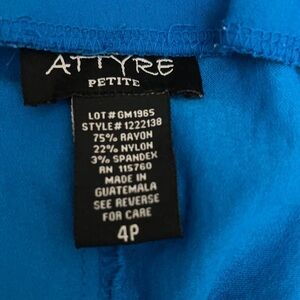 ATTYRE
PETITE
LOT# GM1965
STYLE# 1222138
75% RAYON
22% NYLON
3% SPANDEX
RN 115760
MADE IN
GUATEMALA
SEE REVERSE
FOR CARE
4P